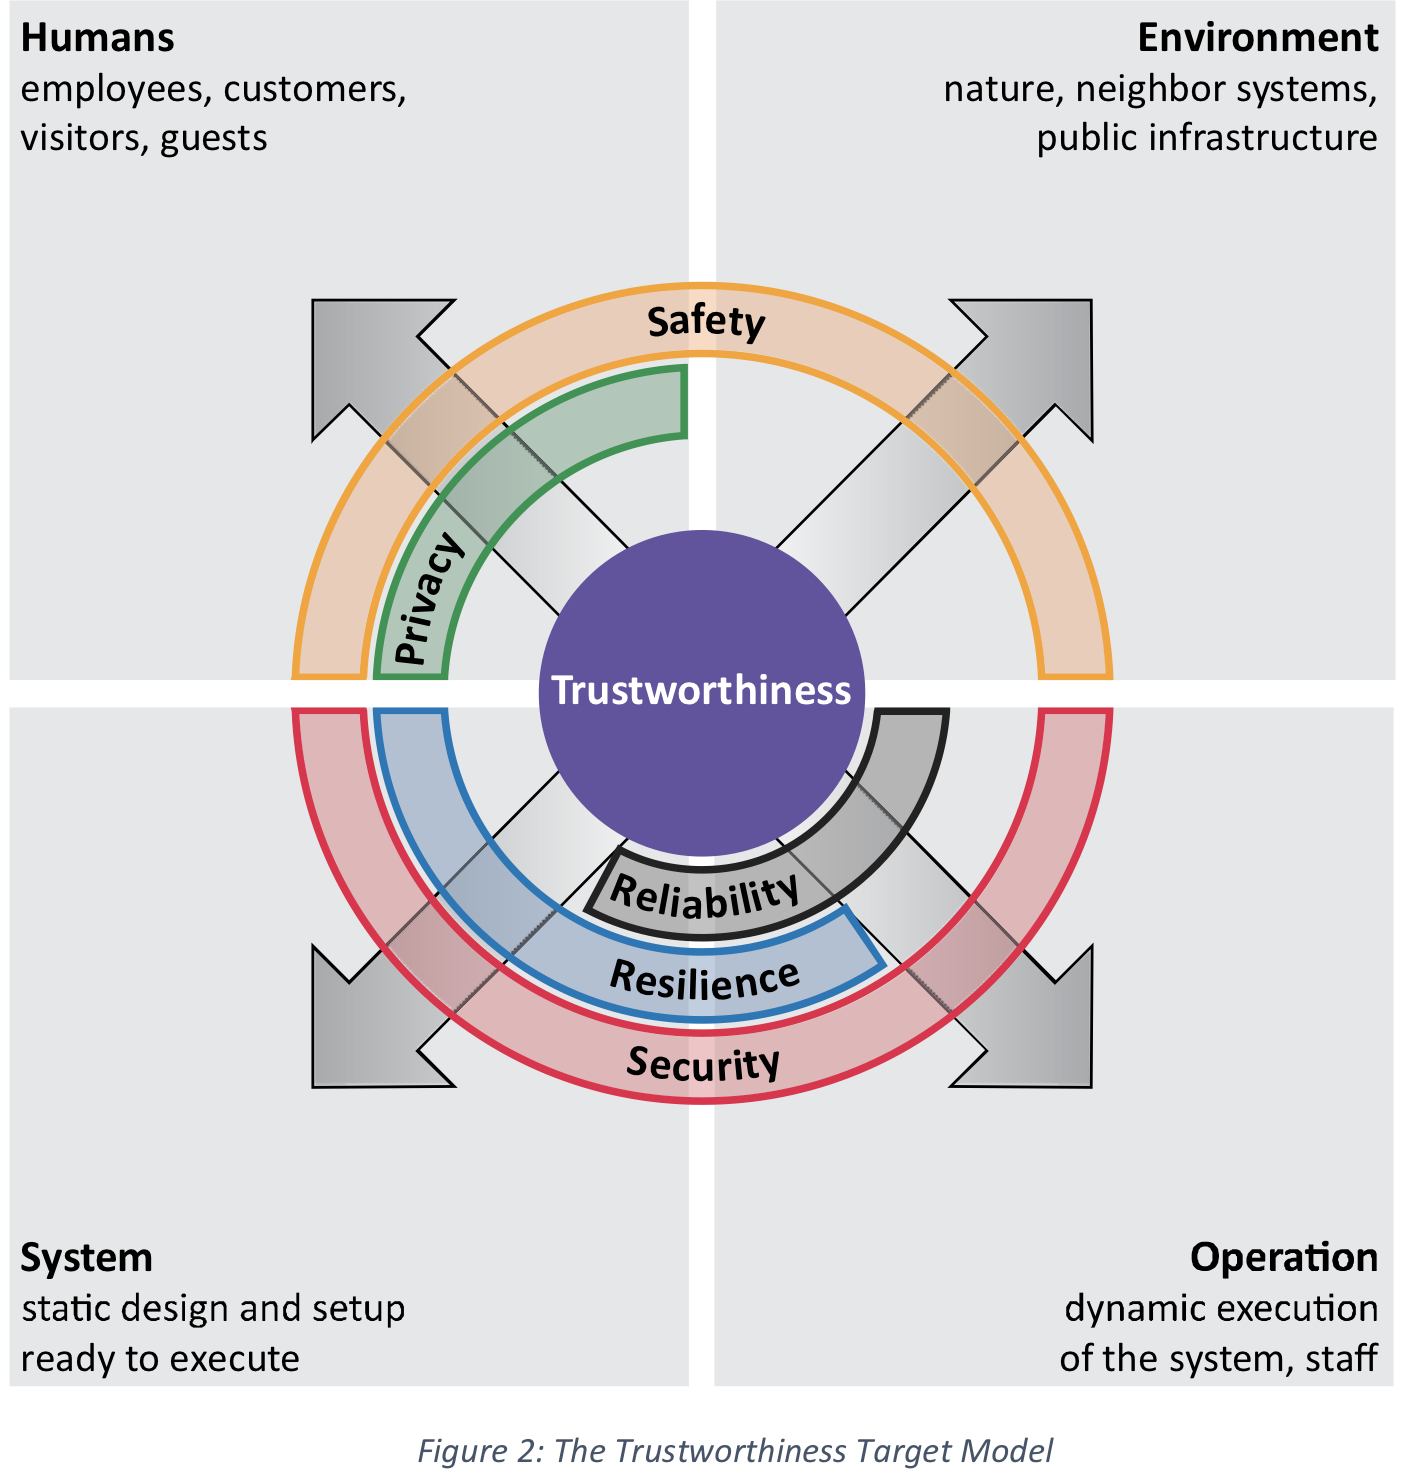 Humans
employees, customers,
visitors, guests
Environment
nature, neighbor systems,
public infrastructure
Safety
Privacy
Trustworthiness
Reliability
Resilience
Security
System
static design and setup
ready to execute
Operation
dynamic execution
of the system, staff
Figure 2: The Trustworthiness Target Model